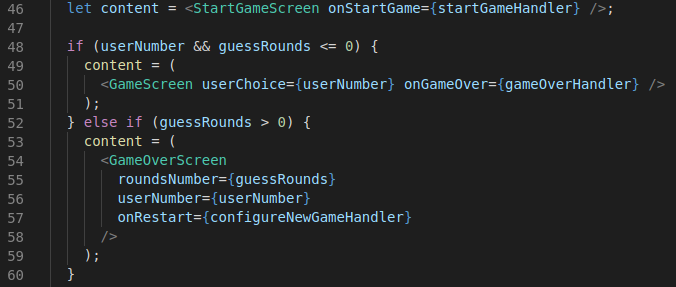 46 let content = <StartGameScreen onStartGame={startGameHandler} />;
47
48 if (userNumber && guessRounds <= 0) {
49 content = (
50 <GameScreen userChoice={userNumber} onGameOver={gameOverHandler} />
51 );
52 } else if (guessRounds > 0) {
53 content = (
54 <GameOverScreen
55 roundsNumber={guessRounds}
56 userNumber={userNumber}
57 onRestart={configureNewGameHandler}
58 />
59 );
60 }